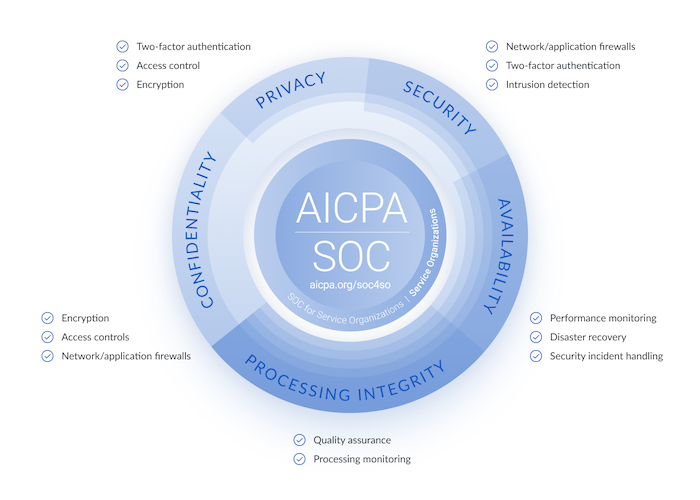 Two-factor authentication
Access control
Encryption
Network/application firewalls
Two-factor authentication
Intrusion detection
PRIVACY
SECURITY
CONFIDENTIALITY
AVAILABILITY
PROCESSING INTEGRITY
AICPA
SOC
aicpa.org/soc4so
SOC for Service Organizations | Service Organizations
Encryption
Access controls
Network/application firewalls
Performance monitoring
Disaster recovery
Security incident handling
Quality assurance
Processing monitoring